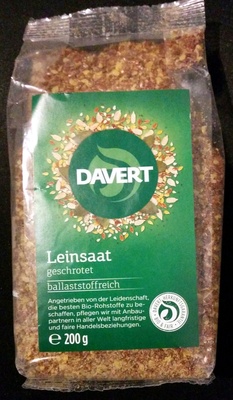 DAVERT
Leinsaat
geschrotet
ballaststoffreich
Angetrieben von der Leidenschaft,
die besten Bio-Rohstoffe zu be-
schaffen, pflegen wir mit Anbau-
partnern in aller Welt langfristige
und faire Handelsbeziehungen.
℮ 200 g